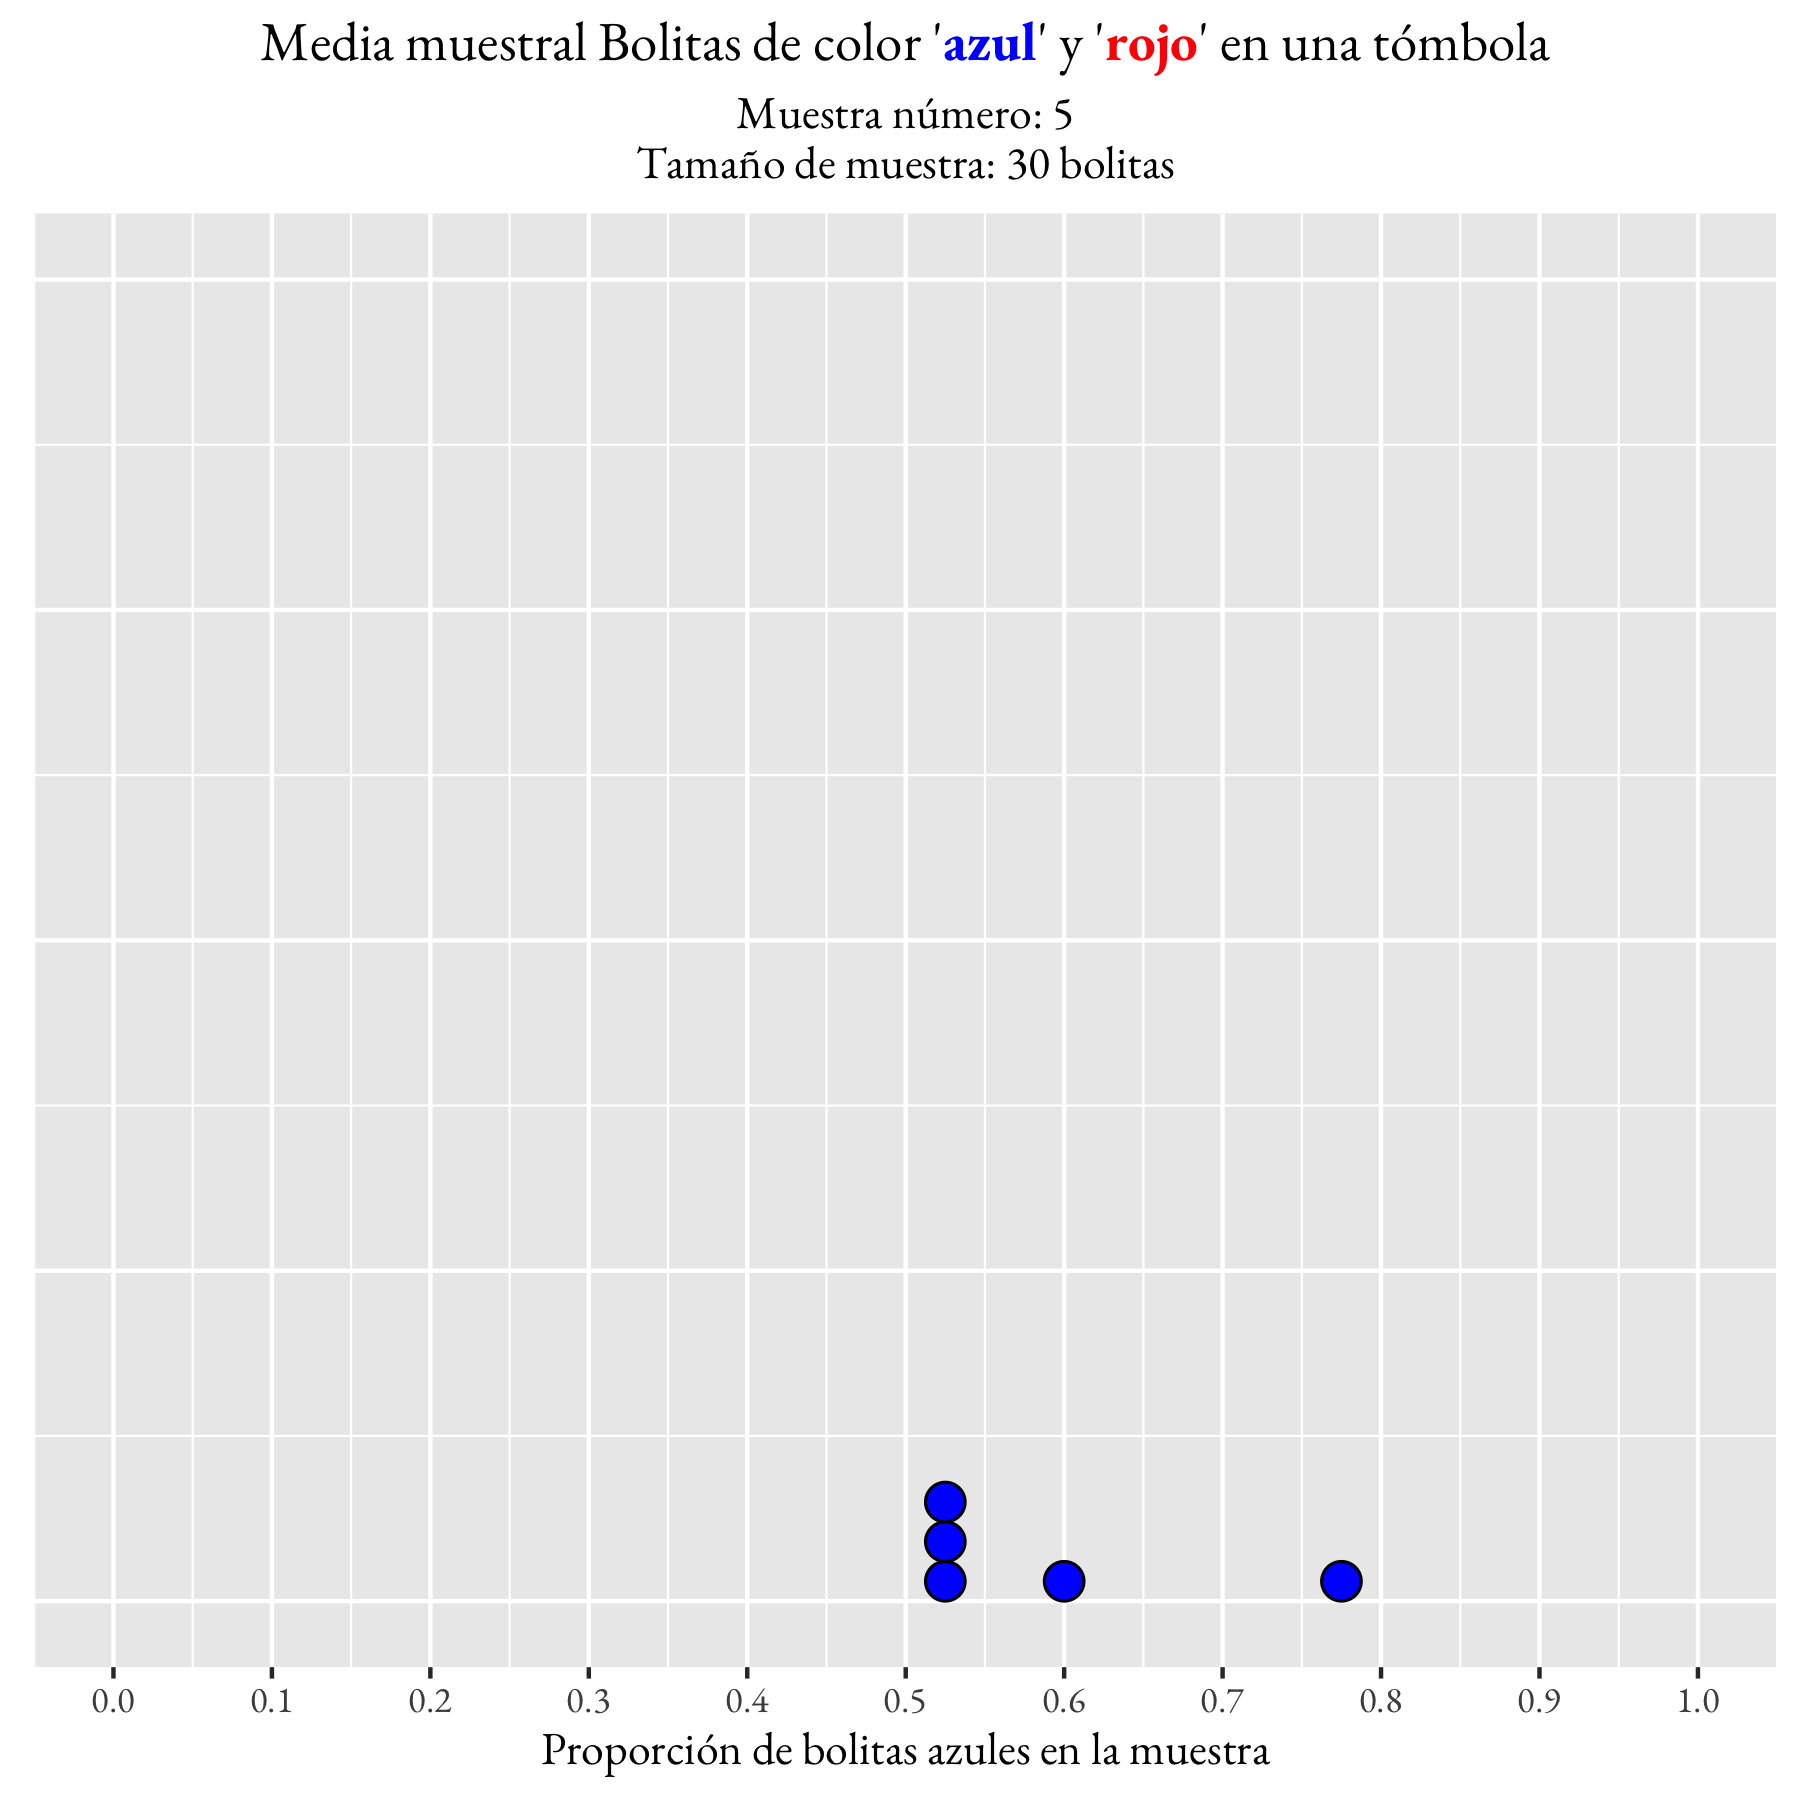 Media muestral Bolitas de color 'azul' y 'rojo' en una tómbola
Muestra número: 5
Tamaño de muestra: 30 bolitas
0.0 0.1 0.2 0.3 0.4 0.5 0.6 0.7 0.8 0.9 1.0
Proporción de bolitas azules en la muestra